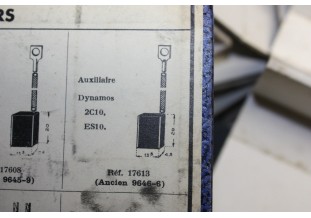 RS
Auxiliaire
Dynamos
2C10,
ES10.
17608
9645-9)
Réf. 17613
(Ancien 9646-6)